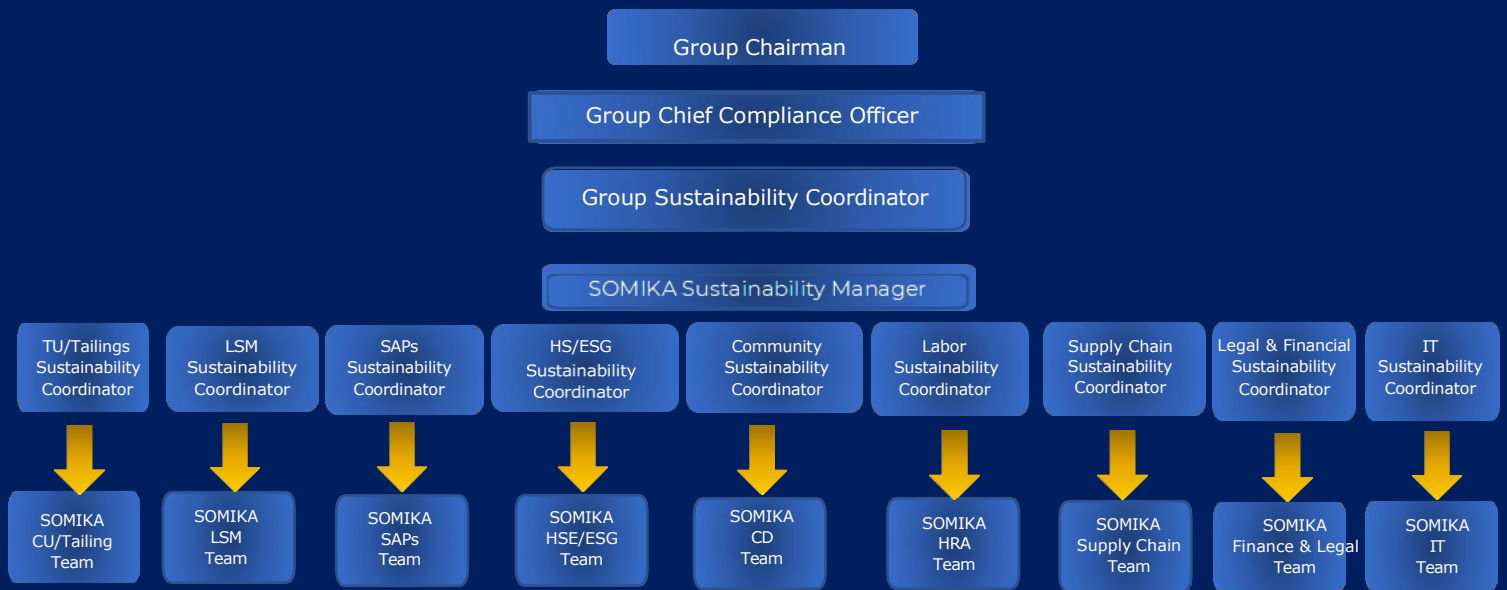 Group Chairman
Group Chief Compliance Officer
Group Sustainability Coordinator
SOMIKA Sustainability Manager
TU/Tailings
Sustainability
Coordinator
LSM
Sustainability
Coordinator
SAPs
Sustainability
Coordinator
HS/ESG
Sustainability
Coordinator
Community
Sustainability
Coordinator
Labor
Sustainability
Coordinator
Supply Chain
Sustainability
Coordinator
Legal & Financial
Sustainability
Coordinator
IT
Sustainability
Coordinator
SOMIKA
CU/Tailing
Team
SOMIKA
LSM
Team
SOMIKA
SAPs
Team
SOMIKA
HSE/ESG
Team
SOMIKA
CD
Team
SOMIKA
HRA
Team
SOMIKA
Supply Chain
Team
SOMIKA
Finance & Legal
Team
SOMIKA
IT
Team